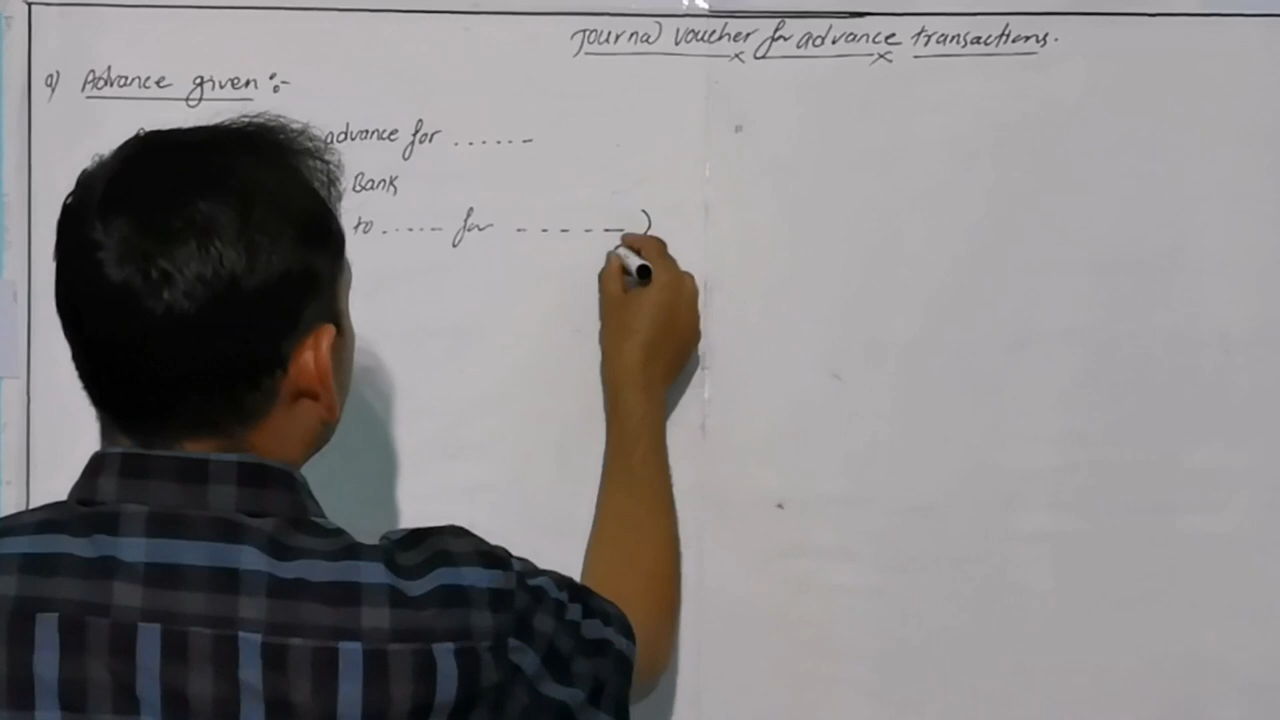 Journal voucher for advance transactions.
a) Advance given :-
advance for ......
Bank
to ...... for ------)